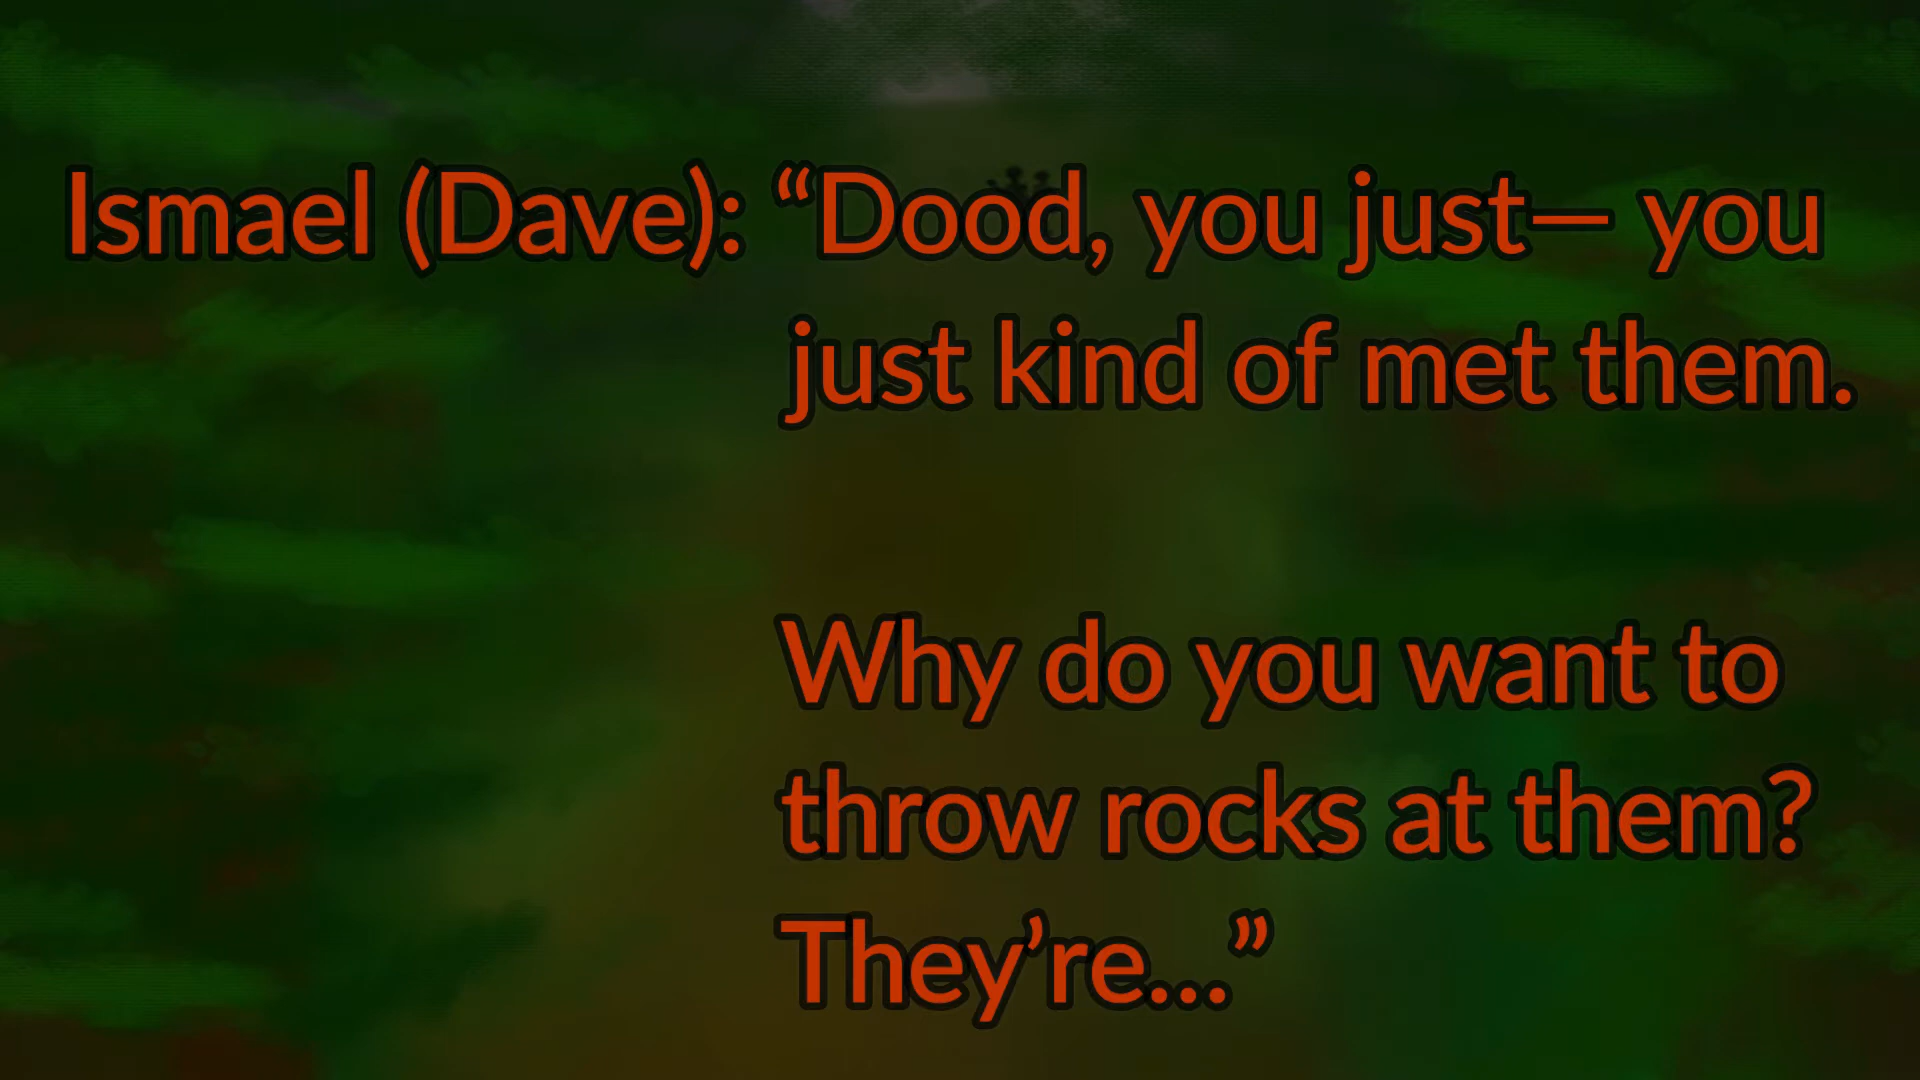 Ismael (Dave): “Dood, you just— you
just kind of met them.
Why do you want to
throw rocks at them?
They’re...”